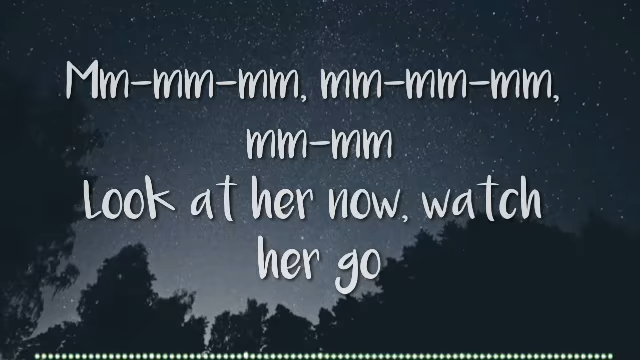 Mm-mm-mm, mm-mm-mm,
mm-mm
Look at her now, watch
her go